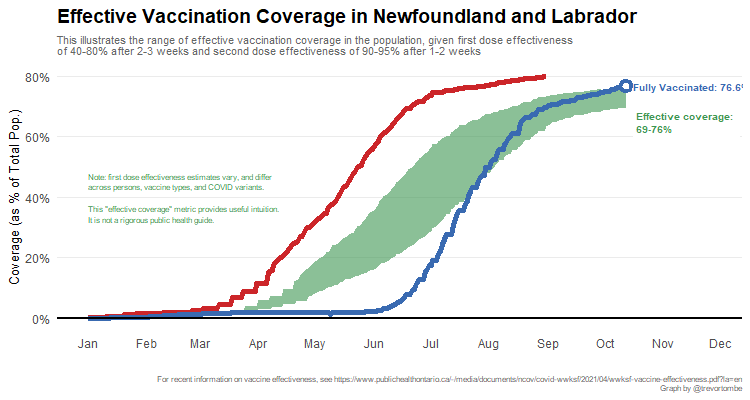 Effective Vaccination Coverage in Newfoundland and Labrador
This illustrates the range of effective vaccination coverage in the population, given first dose effectiveness
of 40-80% after 2-3 weeks and second dose effectiveness of 90-95% after 1-2 weeks
80%
Fully Vaccinated: 76.6%
Effective coverage:
69-76%
60%
Note: first dose effectiveness estimates vary, and differ
across persons, vaccine types, and COVID variants.
This "effective coverage" metric provides useful intuition.
It is not a rigorous public health guide.
40%
20%
0%
Coverage (as % of Total Pop.)
Jan Feb Mar Apr May Jun Jul Aug Sep Oct Nov Dec
For recent information on vaccine effectiveness, see https://www.publichealthontario.ca/-/media/documents/ncov/covid-wwksf/2021/04/wwksf-vaccine-effectiveness.pdf?la=en
Graph by @trevortombe